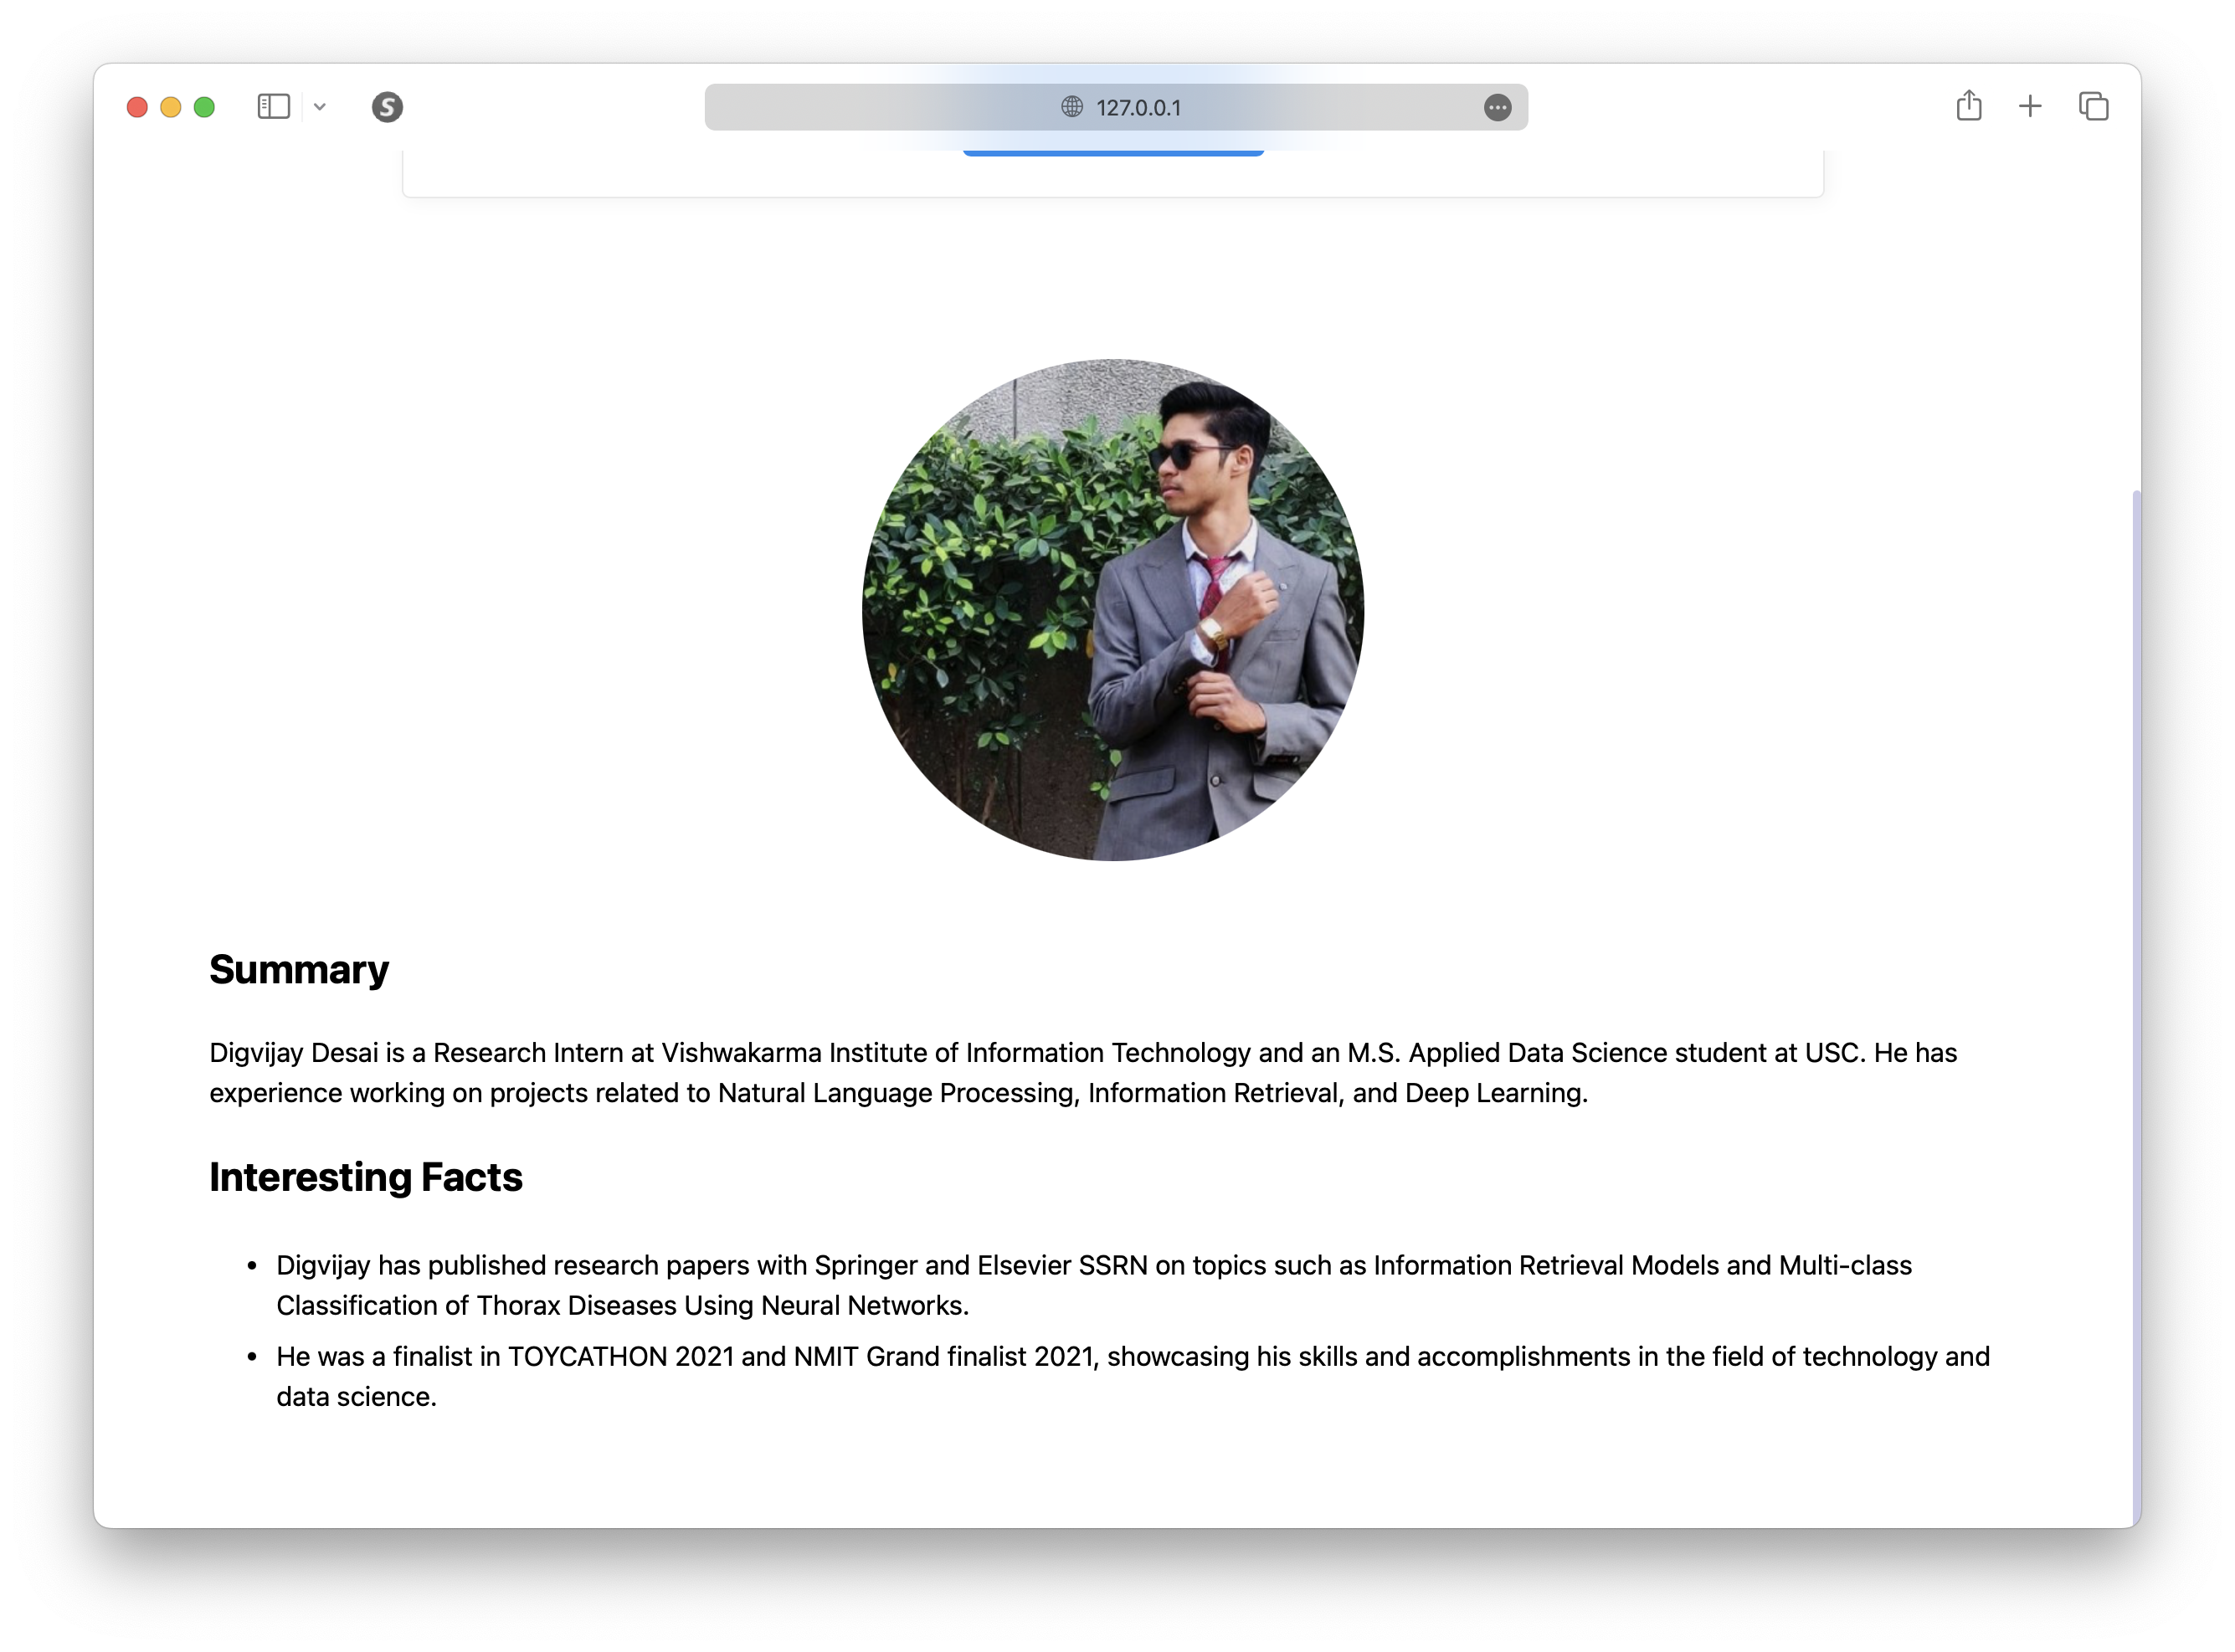 127.0.0.1
Summary
Digvijay Desai is a Research Intern at Vishwakarma Institute of Information Technology and an M.S. Applied Data Science student at USC. He has
experience working on projects related to Natural Language Processing, Information Retrieval, and Deep Learning.
Interesting Facts
• Digvijay has published research papers with Springer and Elsevier SSRN on topics such as Information Retrieval Models and Multi-class
Classification of Thorax Diseases Using Neural Networks.
• He was a finalist in TOYCATHON 2021 and NMIT Grand finalist 2021, showcasing his skills and accomplishments in the field of technology and
data science.